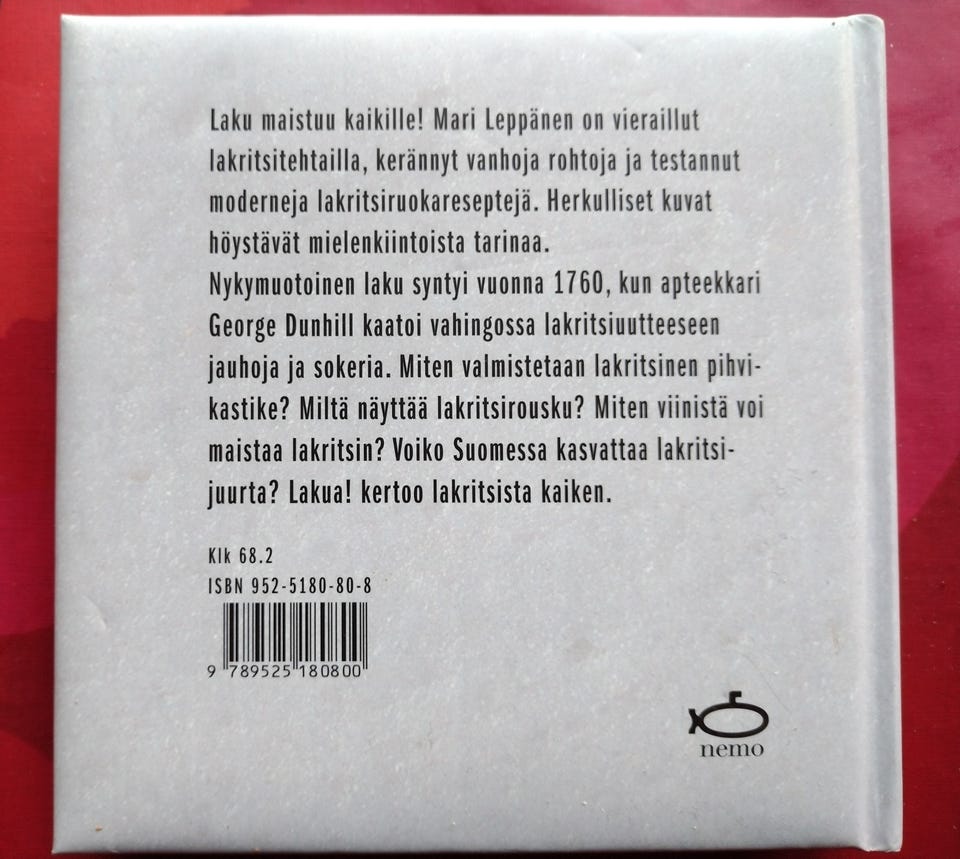 Laku maistuu kaikille! Mari Leppänen on vieraillut
lakritsitehtailla, kerännyt vanhoja rohtoja ja testannut
moderneja lakritsiruokareseptejä. Herkulliset kuvat
höystävät mielenkiintoista tarinaa.
Nykymuotoinen laku syntyi vuonna 1760, kun apteekkari
George Dunhill kaatoi vahingossa lakritsiuutteeseen
jauhoja ja sokeria. Miten valmistetaan lakritsinen pihvi-
kastike? Miltä näyttää lakritsirousku? Miten viinistä voi
maistaa lakritsin? Voiko Suomessa kasvattaa lakritsi-
juurta? Lakua! kertoo lakritsista kaiken.
Klk 68.2
ISBN 952-5180-80-8
9 789525 180800
nemo